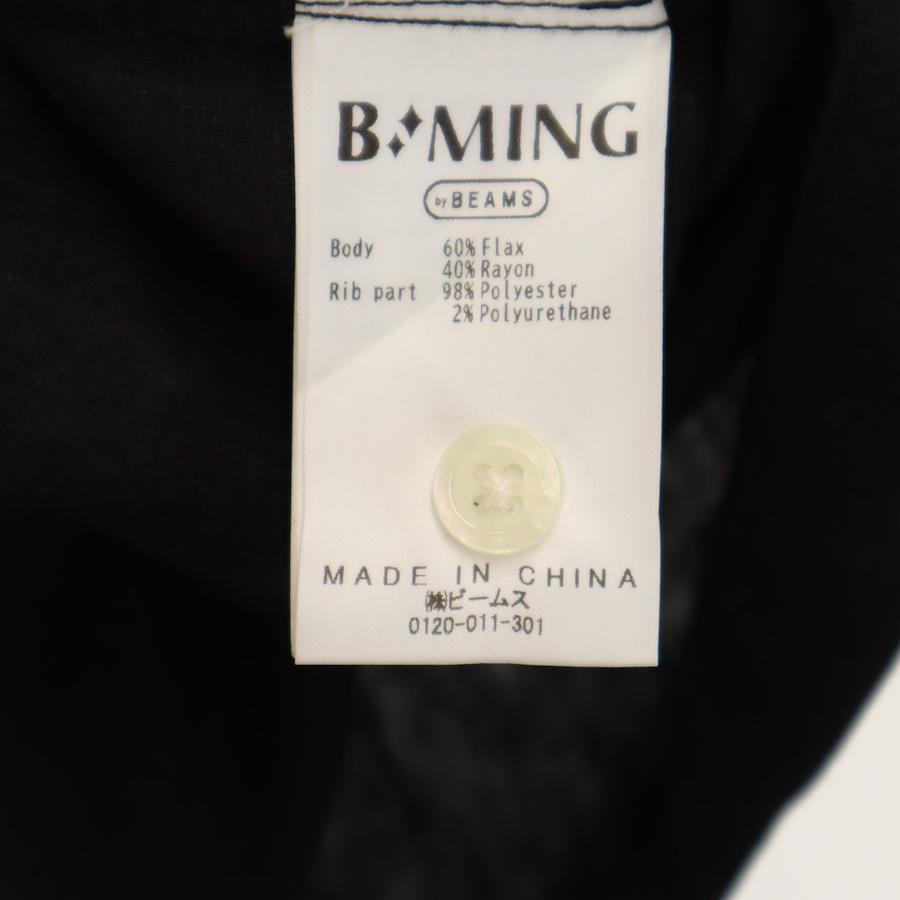 B:MING
by BEAMS
Body 60% Flax
40% Rayon
Rib part 98% Polyester
2% Polyurethane
MADE IN CHINA
㈱ビームス
0120-011-301